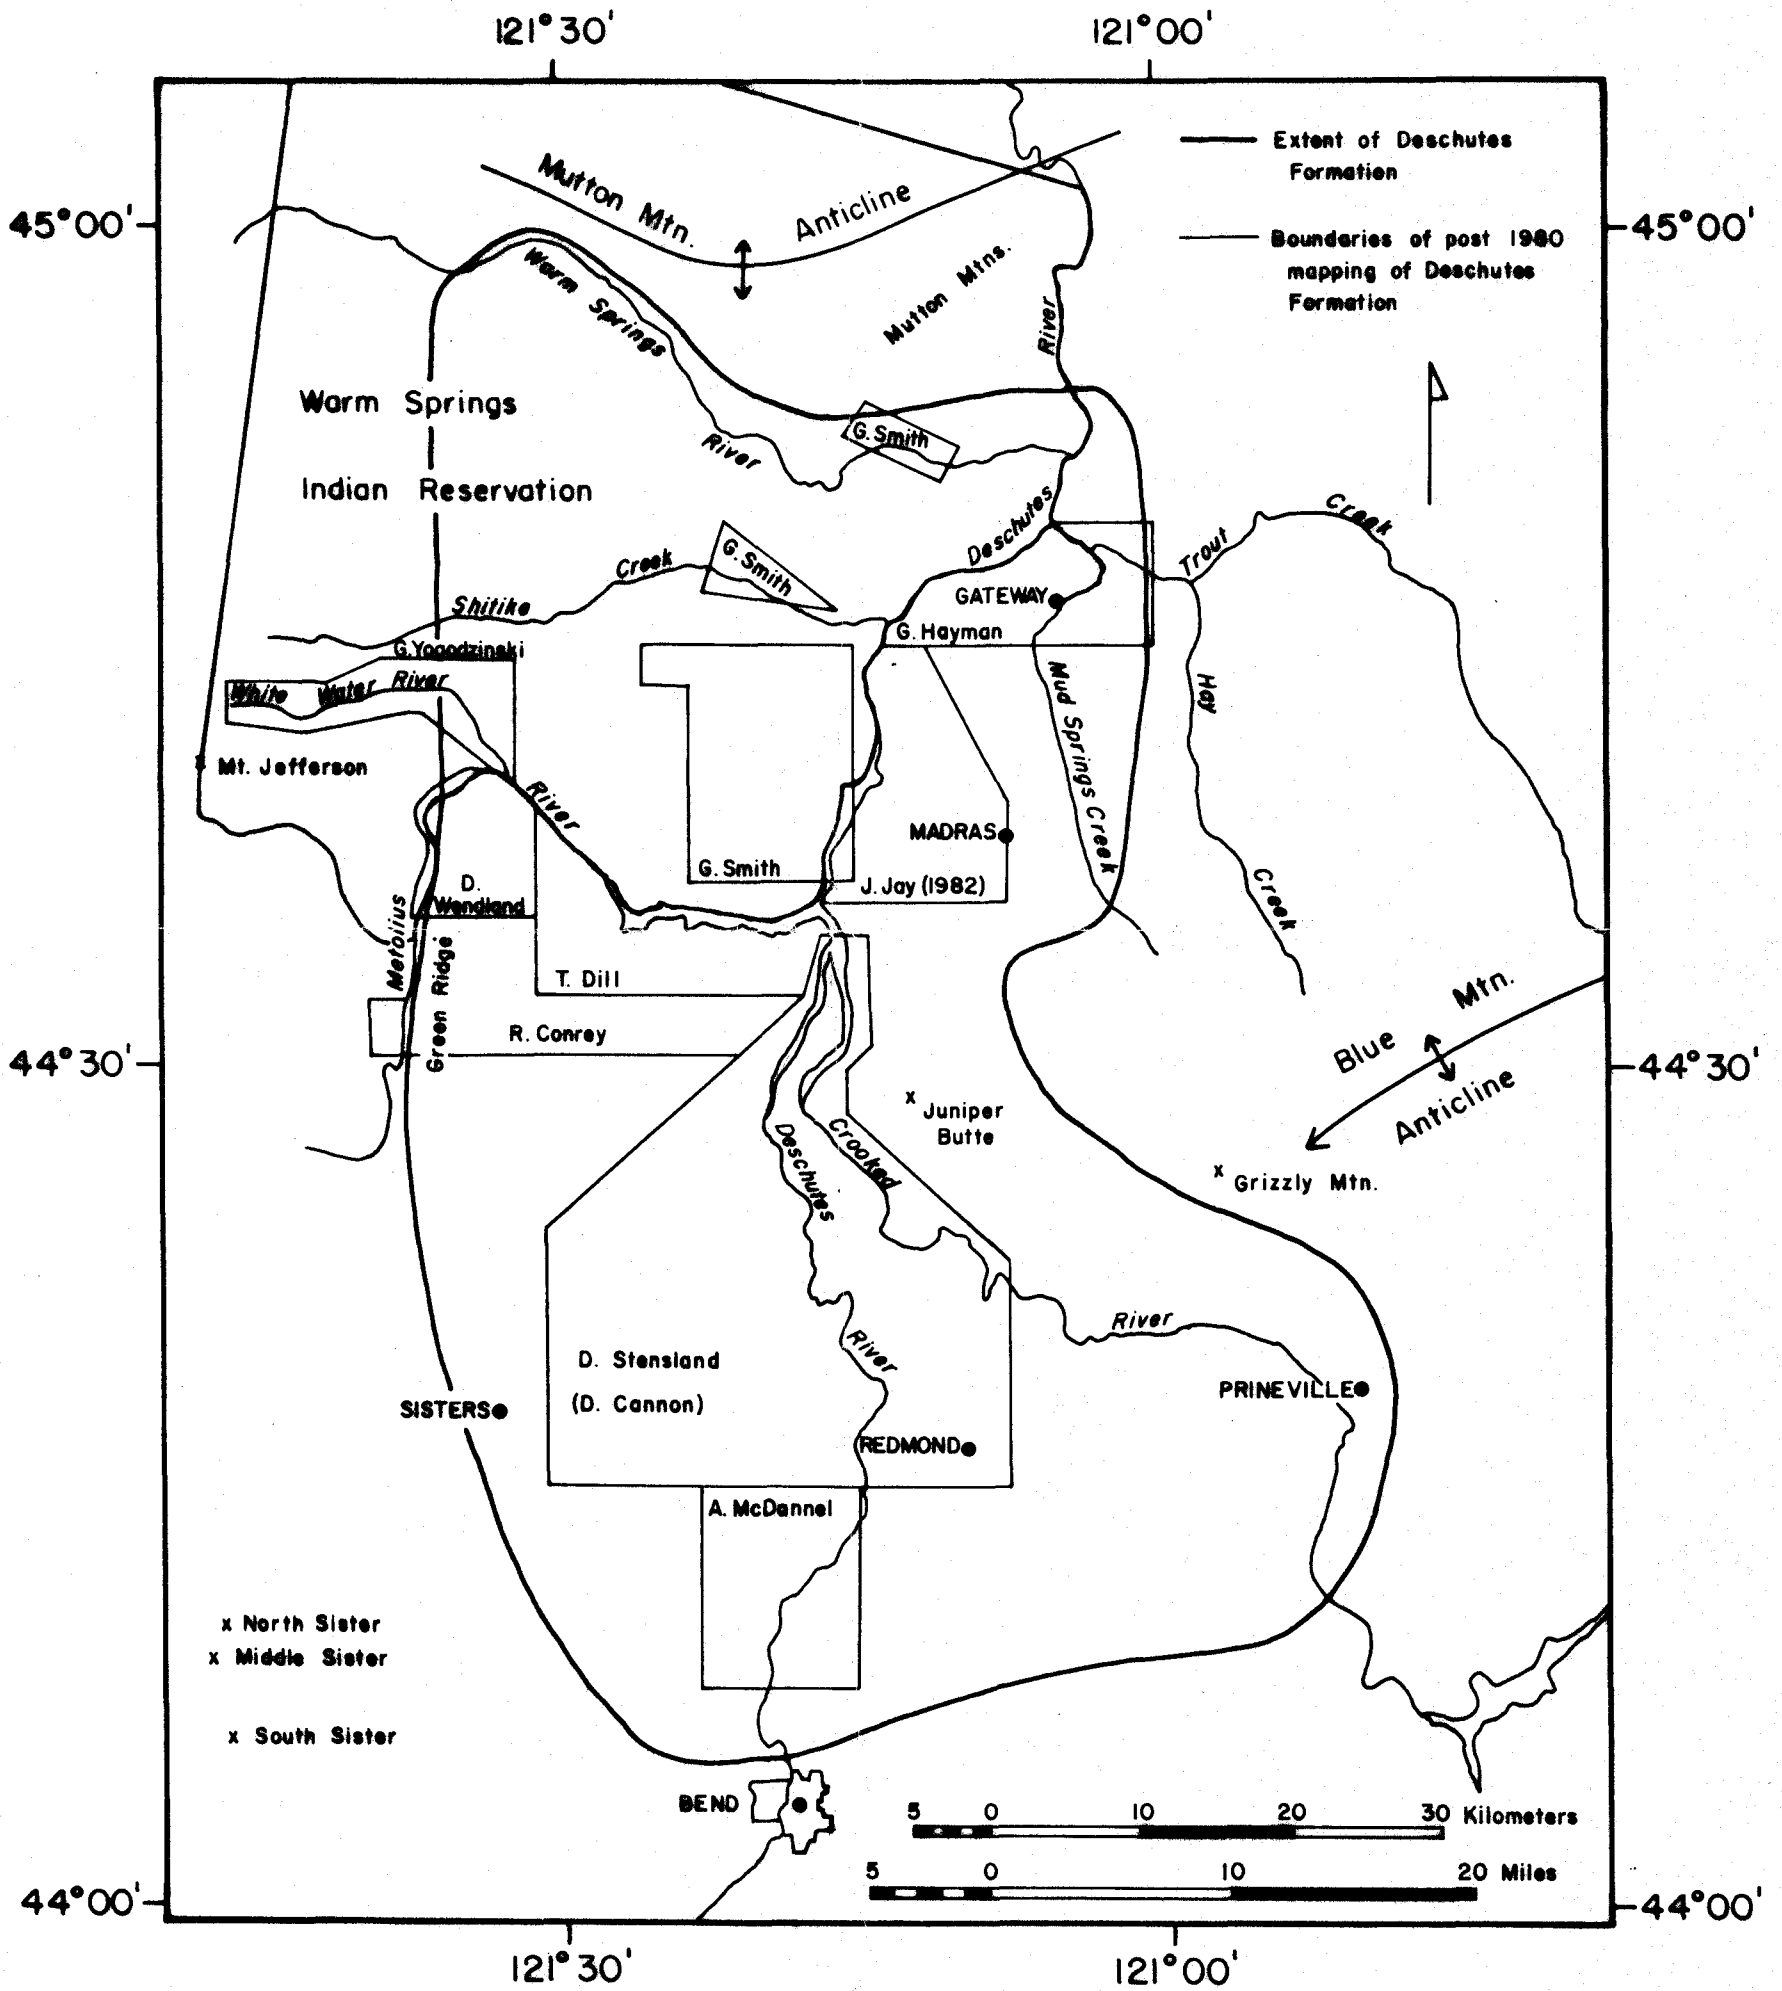 121°30'
121°00'
Extent of Deschutes
Formation
Mutton Mtn.
Anticline
45°00'
45°00'
Boundaries of post 1980
mapping of Deschutes
Formation
Mutton Mtns.
Warm Springs
River
River
Warm Springs
Indian Reservation
G. Smith
Deschutes
Trout
Creek
G. Smith
Shitike
Creek
GATEWAY
G. Hayman
G. Yogodzinski
White Water River
Mud Springs Creek
Hay
Creek
Mt. Jefferson
River
MADRAS
G. Smith
J. Jay (1982)
D.
Wendland
Metolius
Green Ridge
T. Dill
R. Conrey
Blue
Mtn.
Anticline
44°30'
44°30'
x Juniper
Butte
Deschutes
Crooked
x Grizzly Mtn.
River
River
D. Stensland
(D. Cannon)
SISTERS
PRINEVILLE
REDMOND
A. McDannel
x North Sister
x Middle Sister
x South Sister
BEND
5 0 10 20 30 Kilometers
5 0 10 20 Miles
44°00'
44°00'
121°30'
121°00'